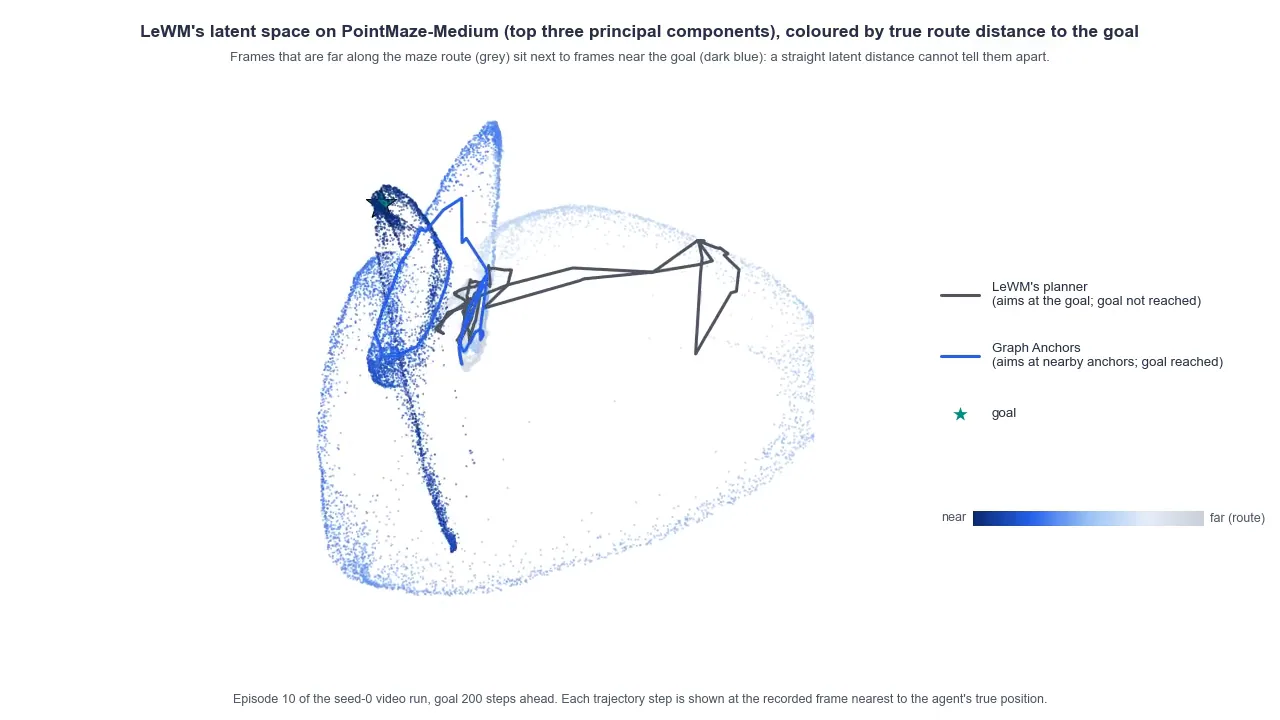 LeWM's latent space on PointMaze-Medium (top three principal components), coloured by true route distance to the goal
Frames that are far along the maze route (grey) sit next to frames near the goal (dark blue): a straight latent distance cannot tell them apart.
LeWM's planner
(aims at the goal; goal not reached)
Graph Anchors
(aims at nearby anchors; goal reached)
goal
near
far (route)
Episode 10 of the seed-0 video run, goal 200 steps ahead. Each trajectory step is shown at the recorded frame nearest to the agent's true position.